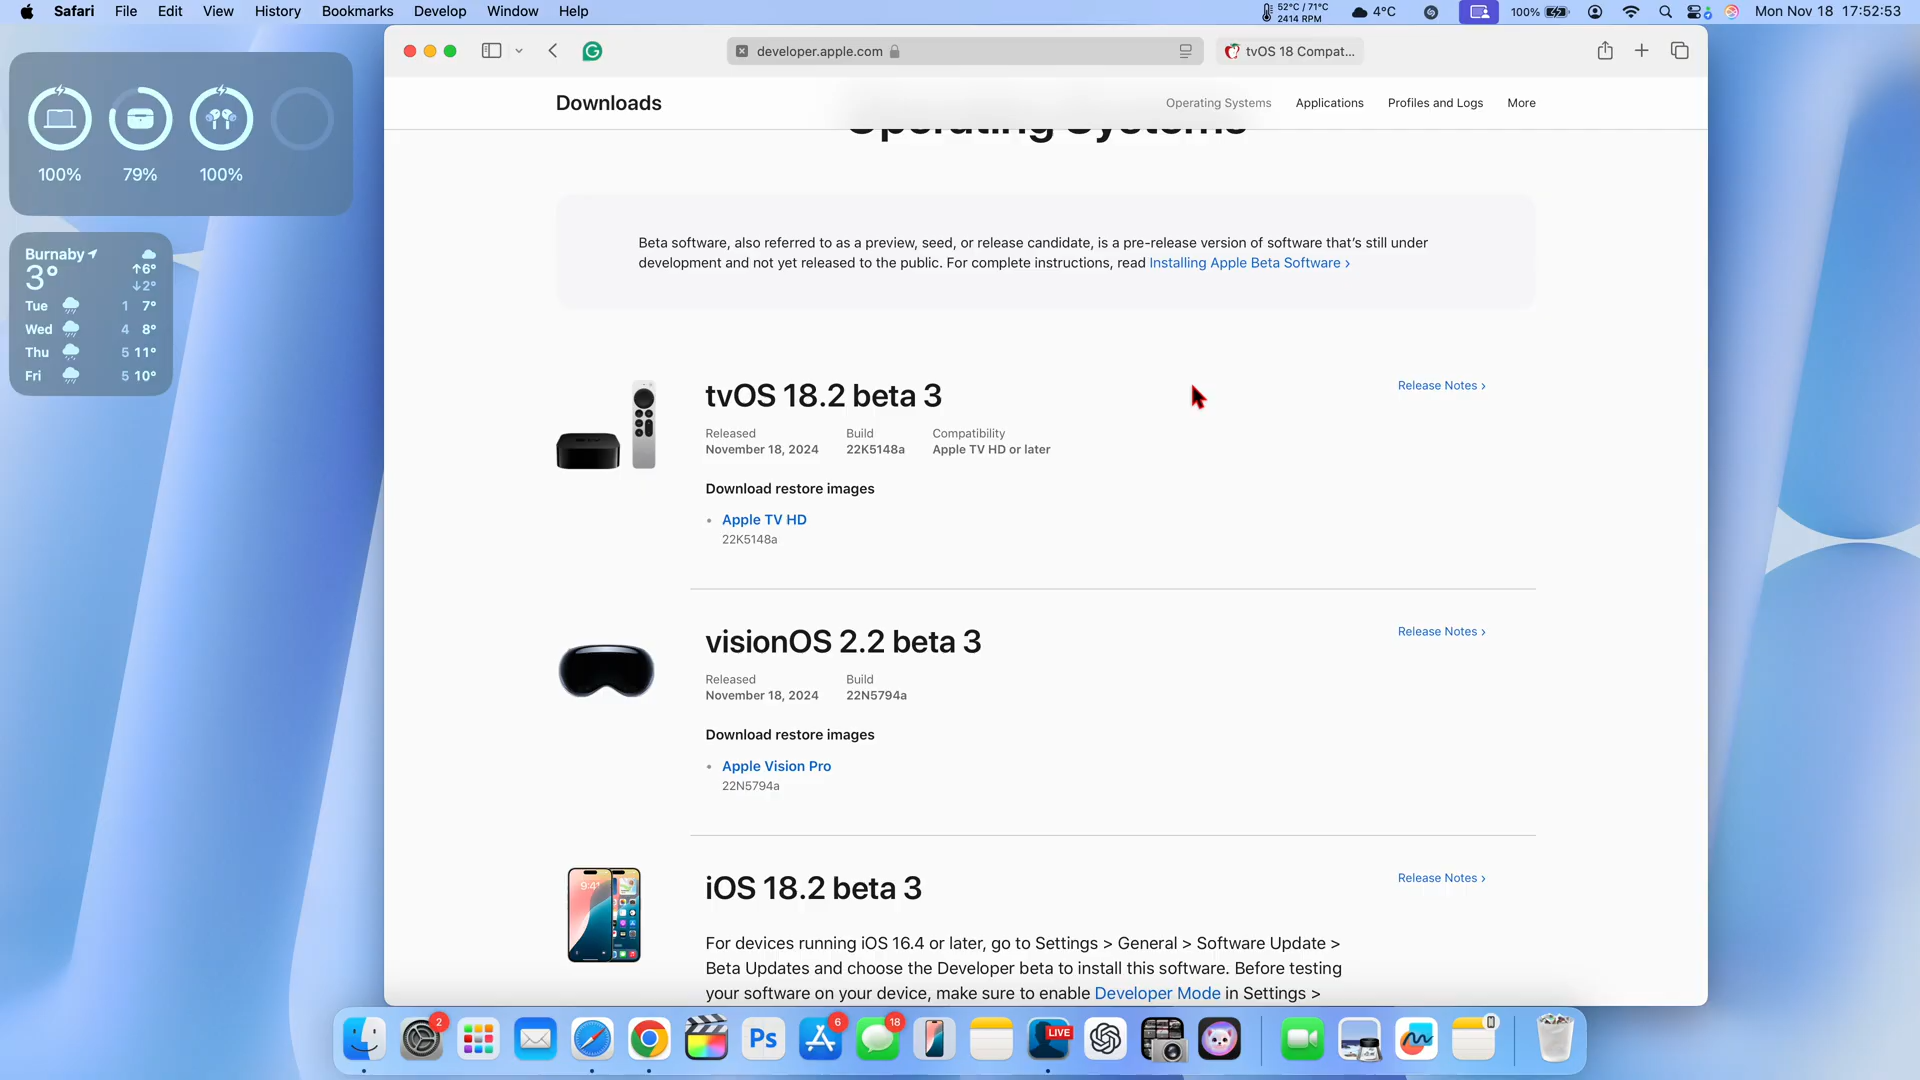 Safari File Edit View History Bookmarks Develop Window Help
52°C / 71°C
2414 RPM
4°C
100%
Mon Nov 18 17:52:53
developer.apple.com
tvOS 18 Compat...
100% 79% 100%
Burnaby
3°
↑6°
↓2°
Tue 1 7°
Wed 4 8°
Thu 5 11°
Fri 5 10°
Downloads
Operating Systems Applications Profiles and Logs More
Operating Systems
Beta software, also referred to as a preview, seed, or release candidate, is a pre-release version of software that's still under
development and not yet released to the public. For complete instructions, read Installing Apple Beta Software ›
tvOS 18.2 beta 3
Release Notes ›
Released Build Compatibility
November 18, 2024 22K5148a Apple TV HD or later
Download restore images
• Apple TV HD
22K5148a
visionOS 2.2 beta 3
Release Notes ›
Released Build
November 18, 2024 22N5794a
Download restore images
• Apple Vision Pro
22N5794a
9:41
iOS 18.2 beta 3
Release Notes ›
For devices running iOS 16.4 or later, go to Settings > General > Software Update >
Beta Updates and choose the Developer beta to install this software. Before testing
your software on your device, make sure to enable Developer Mode in Settings >
2
Ps
6
18
LIVE